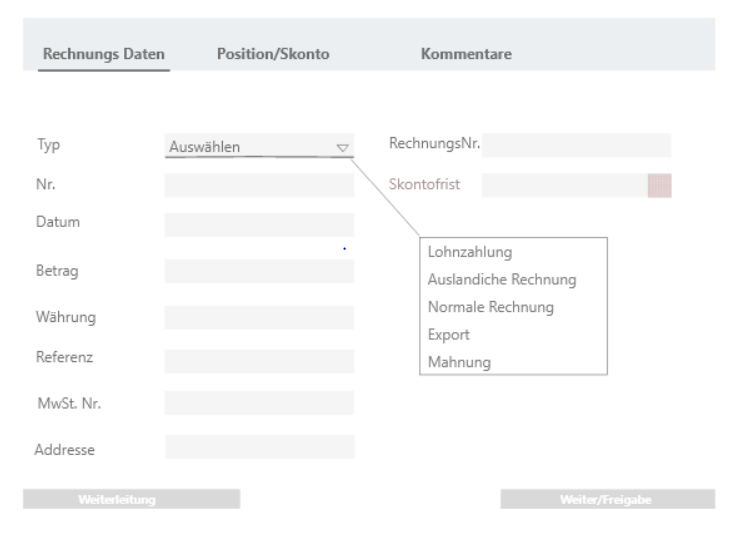 Rechnungs Daten
Position/Skonto
Kommentare
Typ
Auswählen
RechnungsNr.
Nr.
Skontofrist
Datum
Lohnzahlung
Auslandiche Rechnung
Normale Rechnung
Export
Mahnung
Betrag
Währung
Referenz
MwSt. Nr.
Addresse
Weiterleitung
Weiter/Freigabe